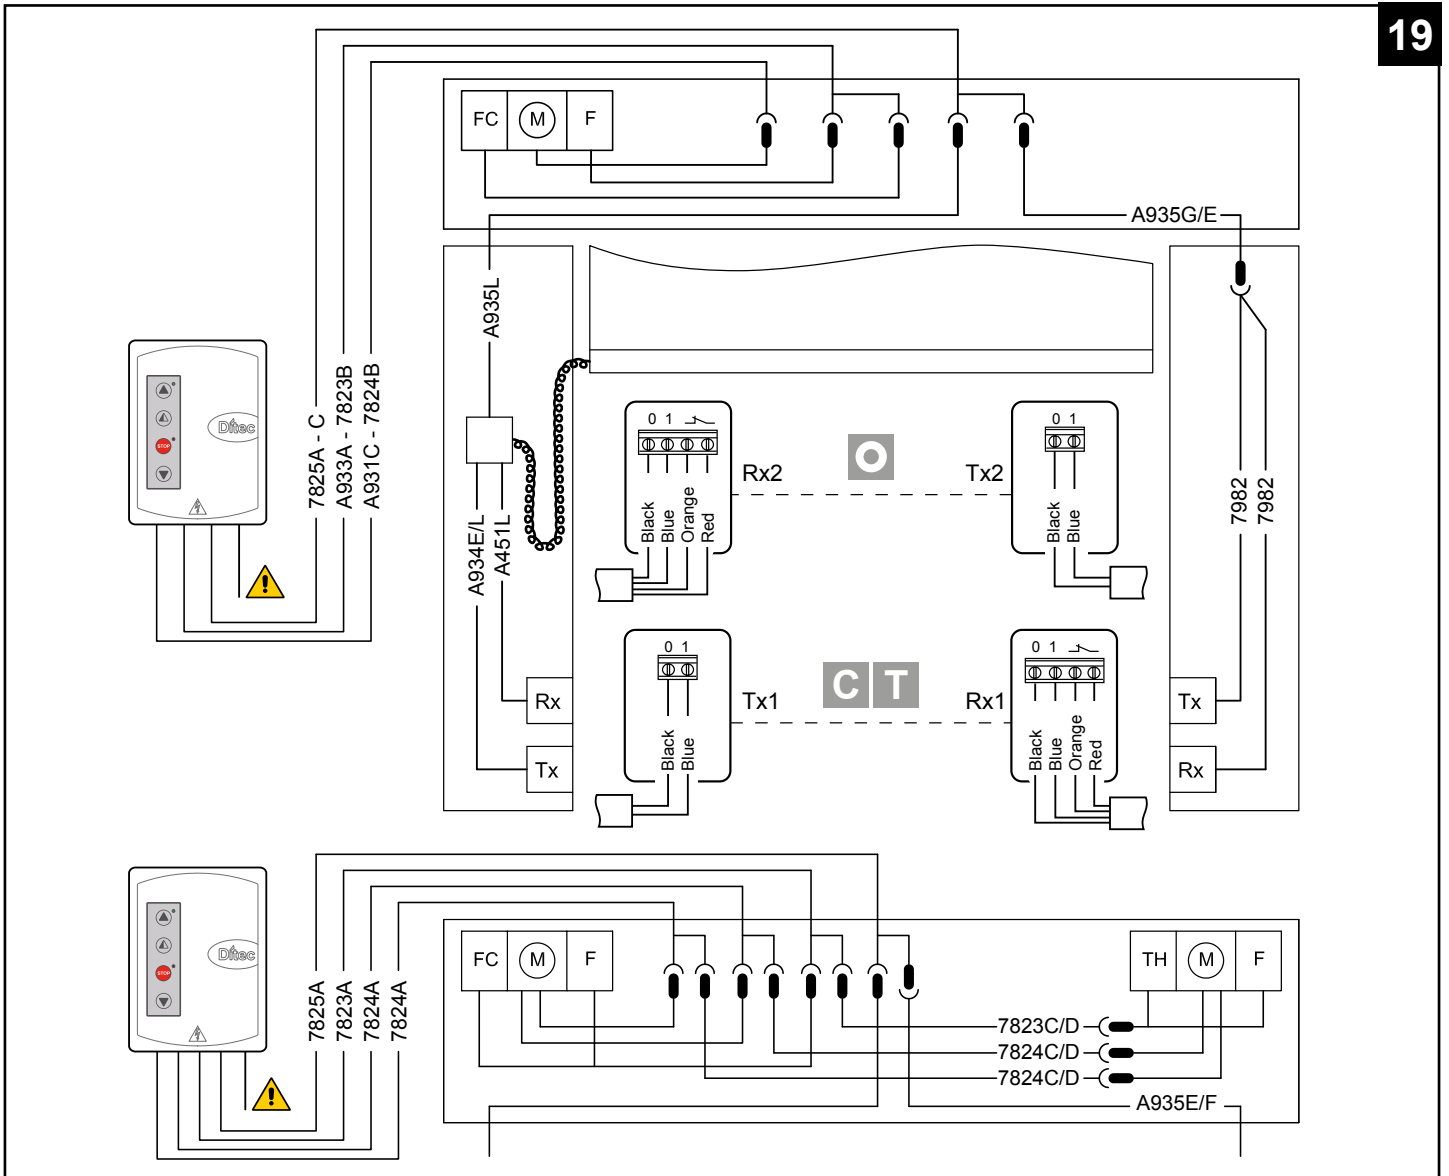 19
FC M F
A935G/E
A935L
7825A - C
A933A - 7823B
A931C - 7824B
Ditec
STOP
A934E/L
A451L
0 1
Black
Blue
Orange
Red
Rx2
O
Tx2
0 1
Black
Blue
7982
7982
Rx
Tx
0 1
Black
Blue
Tx1
C T
Rx1
0 1
Black
Blue
Orange
Red
Tx
Rx
Ditec
STOP
7825A
7823A
7824A
7824A
FC M F
TH M F
7823C/D
7824C/D
7824C/D
A935E/F